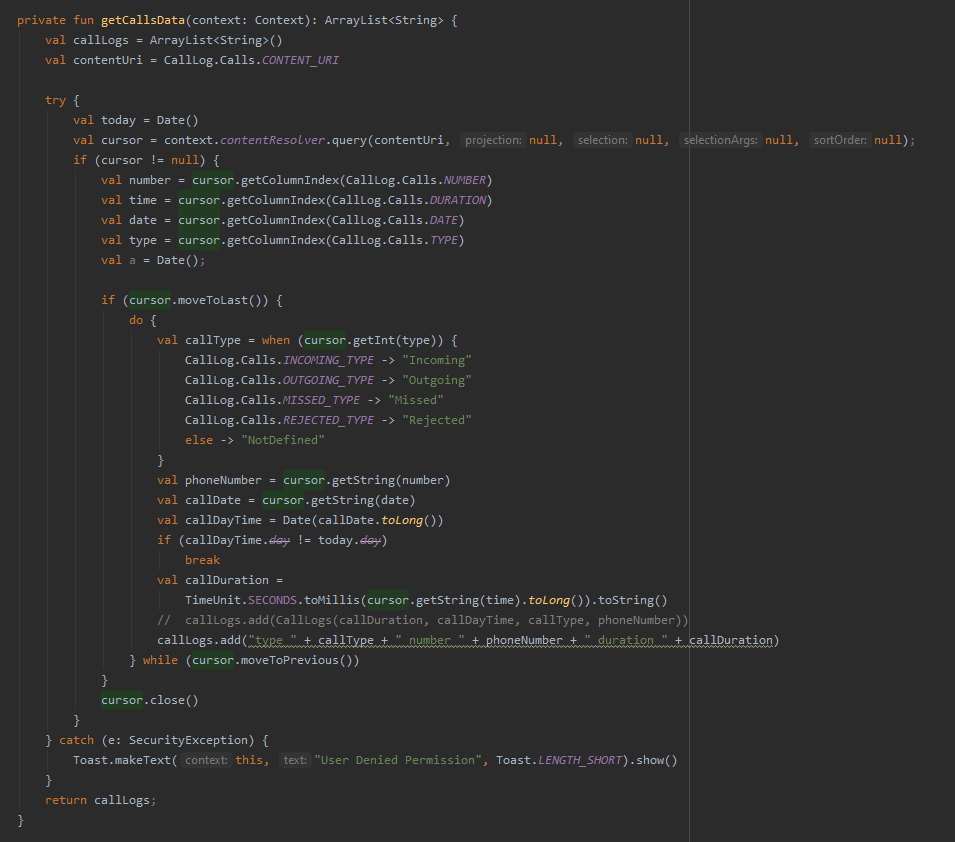 private fun getCallsData(context: Context): ArrayList<String> {
    val callLogs = ArrayList<String>()
    val contentUri = CallLog.Calls.CONTENT_URI

    try {
        val today = Date()
        val cursor = context.contentResolver.query(contentUri, projection: null, selection: null, selectionArgs: null, sortOrder: null);
        if (cursor != null) {
            val number = cursor.getColumnIndex(CallLog.Calls.NUMBER)
            val time = cursor.getColumnIndex(CallLog.Calls.DURATION)
            val date = cursor.getColumnIndex(CallLog.Calls.DATE)
            val type = cursor.getColumnIndex(CallLog.Calls.TYPE)
            val a = Date();

            if (cursor.moveToLast()) {
                do {
                    val callType = when (cursor.getInt(type)) {
                        CallLog.Calls.INCOMING_TYPE -> "Incoming"
                        CallLog.Calls.OUTGOING_TYPE -> "Outgoing"
                        CallLog.Calls.MISSED_TYPE -> "Missed"
                        CallLog.Calls.REJECTED_TYPE -> "Rejected"
                        else -> "NotDefined"
                    }
                    val phoneNumber = cursor.getString(number)
                    val callDate = cursor.getString(date)
                    val callDayTime = Date(callDate.toLong())
                    if (callDayTime.day != today.day)
                        break
                    val callDuration =
                        TimeUnit.SECONDS.toMillis(cursor.getString(time).toLong()).toString()
                    //  callLogs.add(CallLogs(callDuration, callDayTime, callType, phoneNumber))
                    callLogs.add("type " + callType + " number " + phoneNumber + " duration " + callDuration)
                } while (cursor.moveToPrevious())
            }
            cursor.close()
        }
    } catch (e: SecurityException) {
        Toast.makeText( context: this, text: "User Denied Permission", Toast.LENGTH_SHORT).show()
    }
    return callLogs;
}